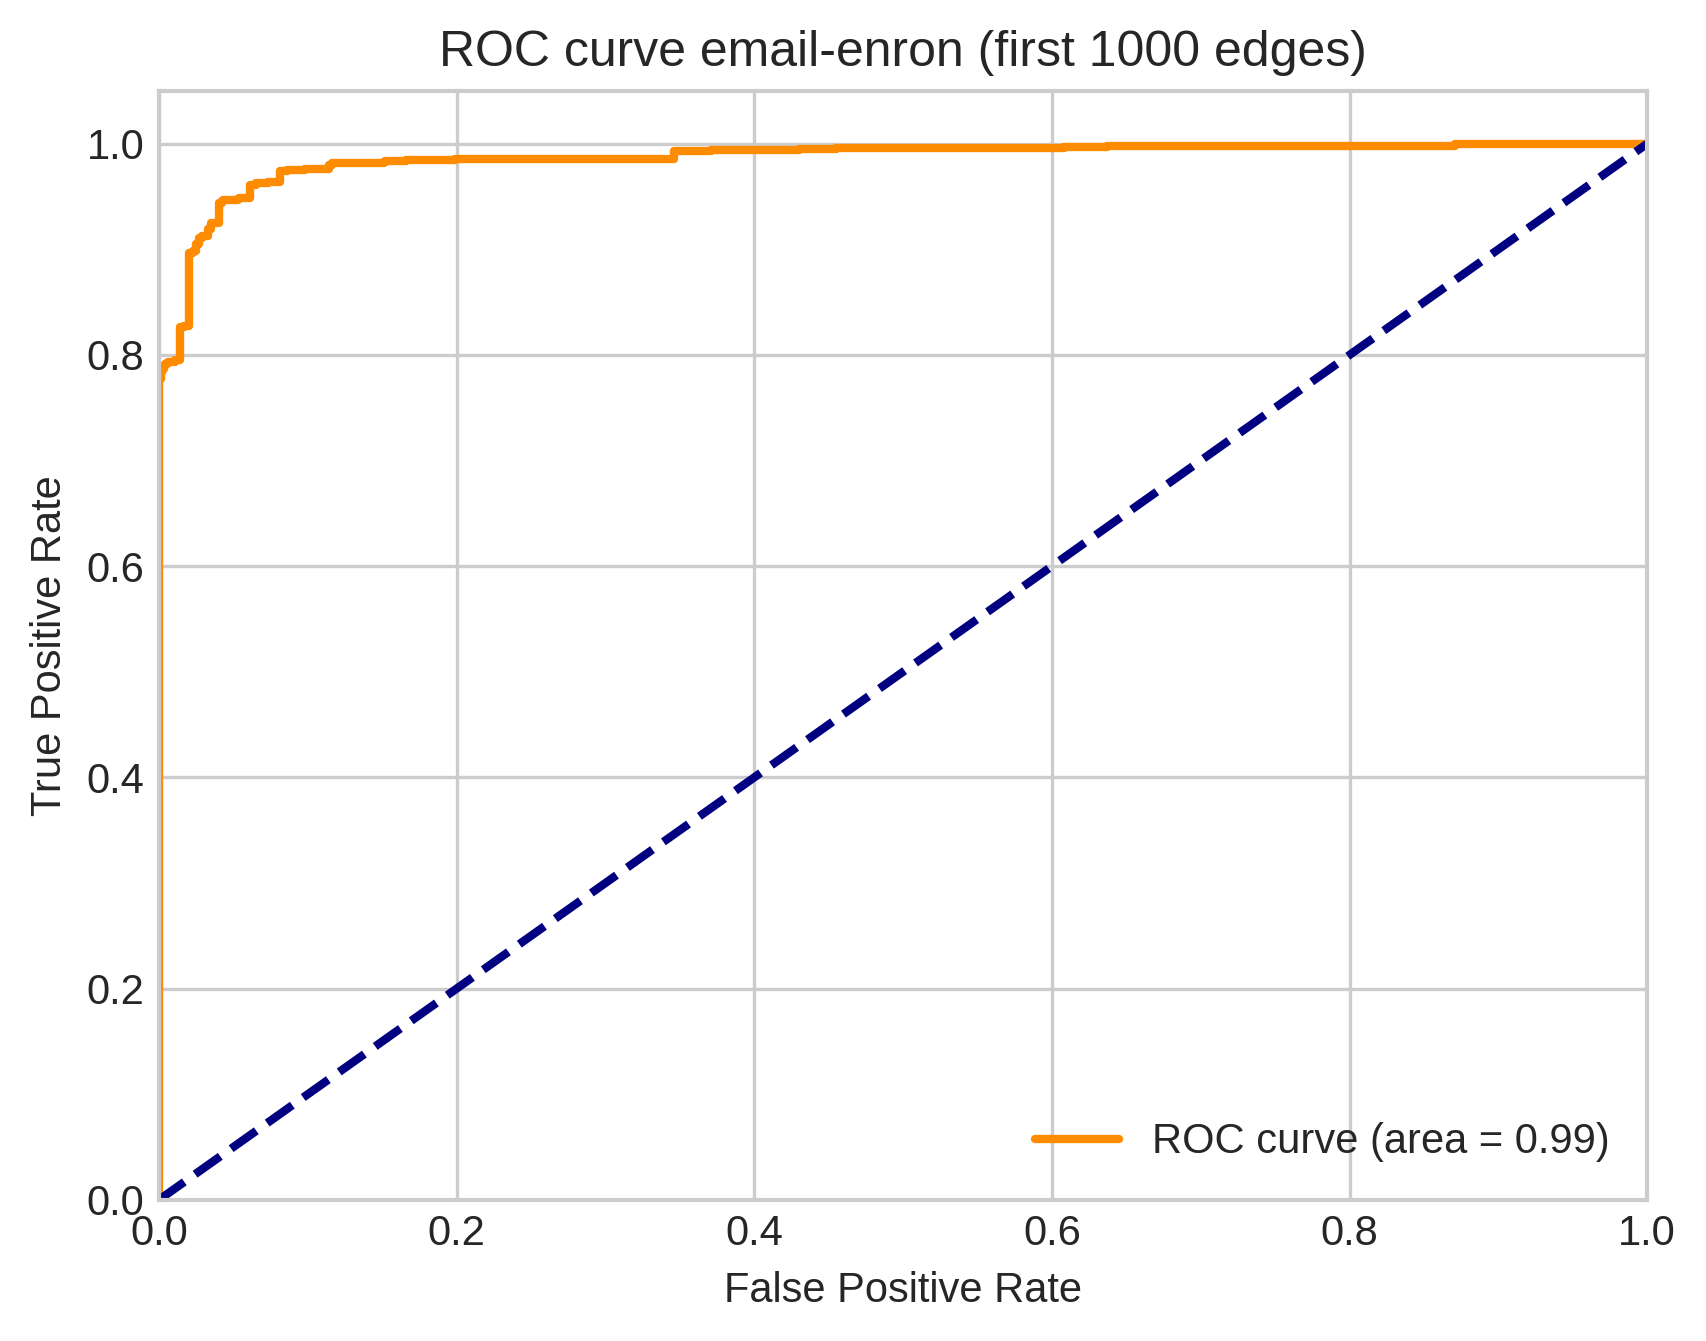 ROC curve email-enron (first 1000 edges)
1.0
0.8
0.6
0.4
0.2
0.0
True Positive Rate
0.0 0.2 0.4 0.6 0.8 1.0
False Positive Rate
ROC curve (area = 0.99)